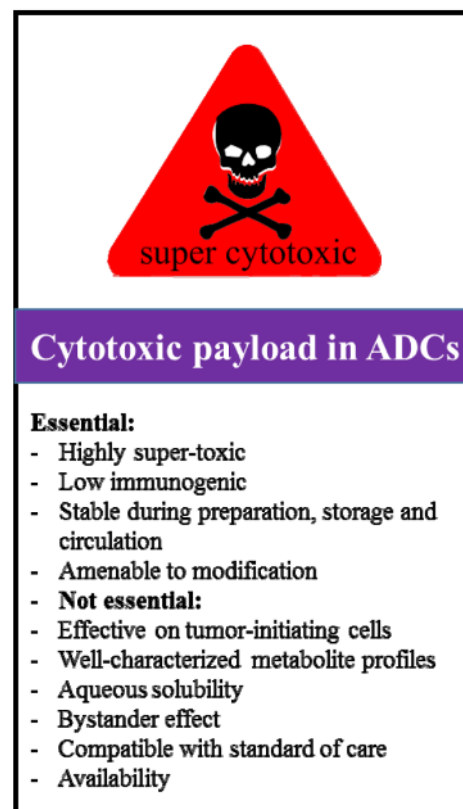 super cytotoxic
Cytotoxic payload in ADCs
Essential:
- Highly super-toxic
- Low immunogenic
- Stable during preparation, storage and
circulation
- Amenable to modification
- Not essential:
- Effective on tumor-initiating cells
- Well-characterized metabolite profiles
- Aqueous solubility
- Bystander effect
- Compatible with standard of care
- Availability